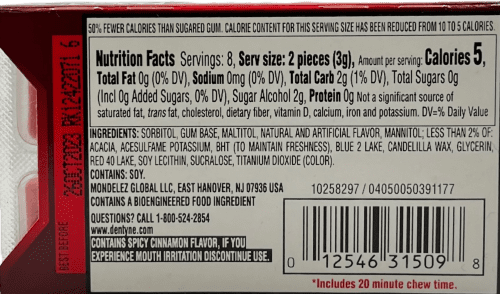 50% FEWER CALORIES THAN SUGARED GUM. CALORIE CONTENT FOR THIS SERVING SIZE HAS BEEN REDUCED FROM 10 TO 5 CALORIES.
Nutrition Facts Servings: 8, Serv size: 2 pieces (3g), Amount per serving: Calories 5,
Total Fat 0g (0% DV), Sodium 0mg (0% DV), Total Carb 2g (1% DV), Total Sugars 0g
(Incl 0g Added Sugars, 0% DV), Sugar Alcohol 2g, Protein 0g Not a significant source of
saturated fat, trans fat, cholesterol, dietary fiber, vitamin D, calcium, iron and potassium. DV=% Daily Value
INGREDIENTS: SORBITOL, GUM BASE, MALTITOL, NATURAL AND ARTIFICIAL FLAVOR, MANNITOL; LESS THAN 2% OF:
ACACIA, ACESULFAME POTASSIUM, BHT (TO MAINTAIN FRESHNESS), BLUE 2 LAKE, CANDELILLA WAX, GLYCERIN,
RED 40 LAKE, SOY LECITHIN, SUCRALOSE, TITANIUM DIOXIDE (COLOR).
CONTAINS: SOY.
MONDELEZ GLOBAL LLC, EAST HANOVER, NJ 07936 USA
CONTAINS A BIOENGINEERED FOOD INGREDIENT
QUESTIONS? CALL 1-800-524-2854
www.dentyne.com
CONTAINS SPICY CINNAMON FLAVOR, IF YOU
EXPERIENCE MOUTH IRRITATION DISCONTINUE USE.
10258297 / 04050050391177
0 12546 31509 8
*Includes 20 minute chew time.
BEST BEFORE
26OCT2023 RK12422071 6